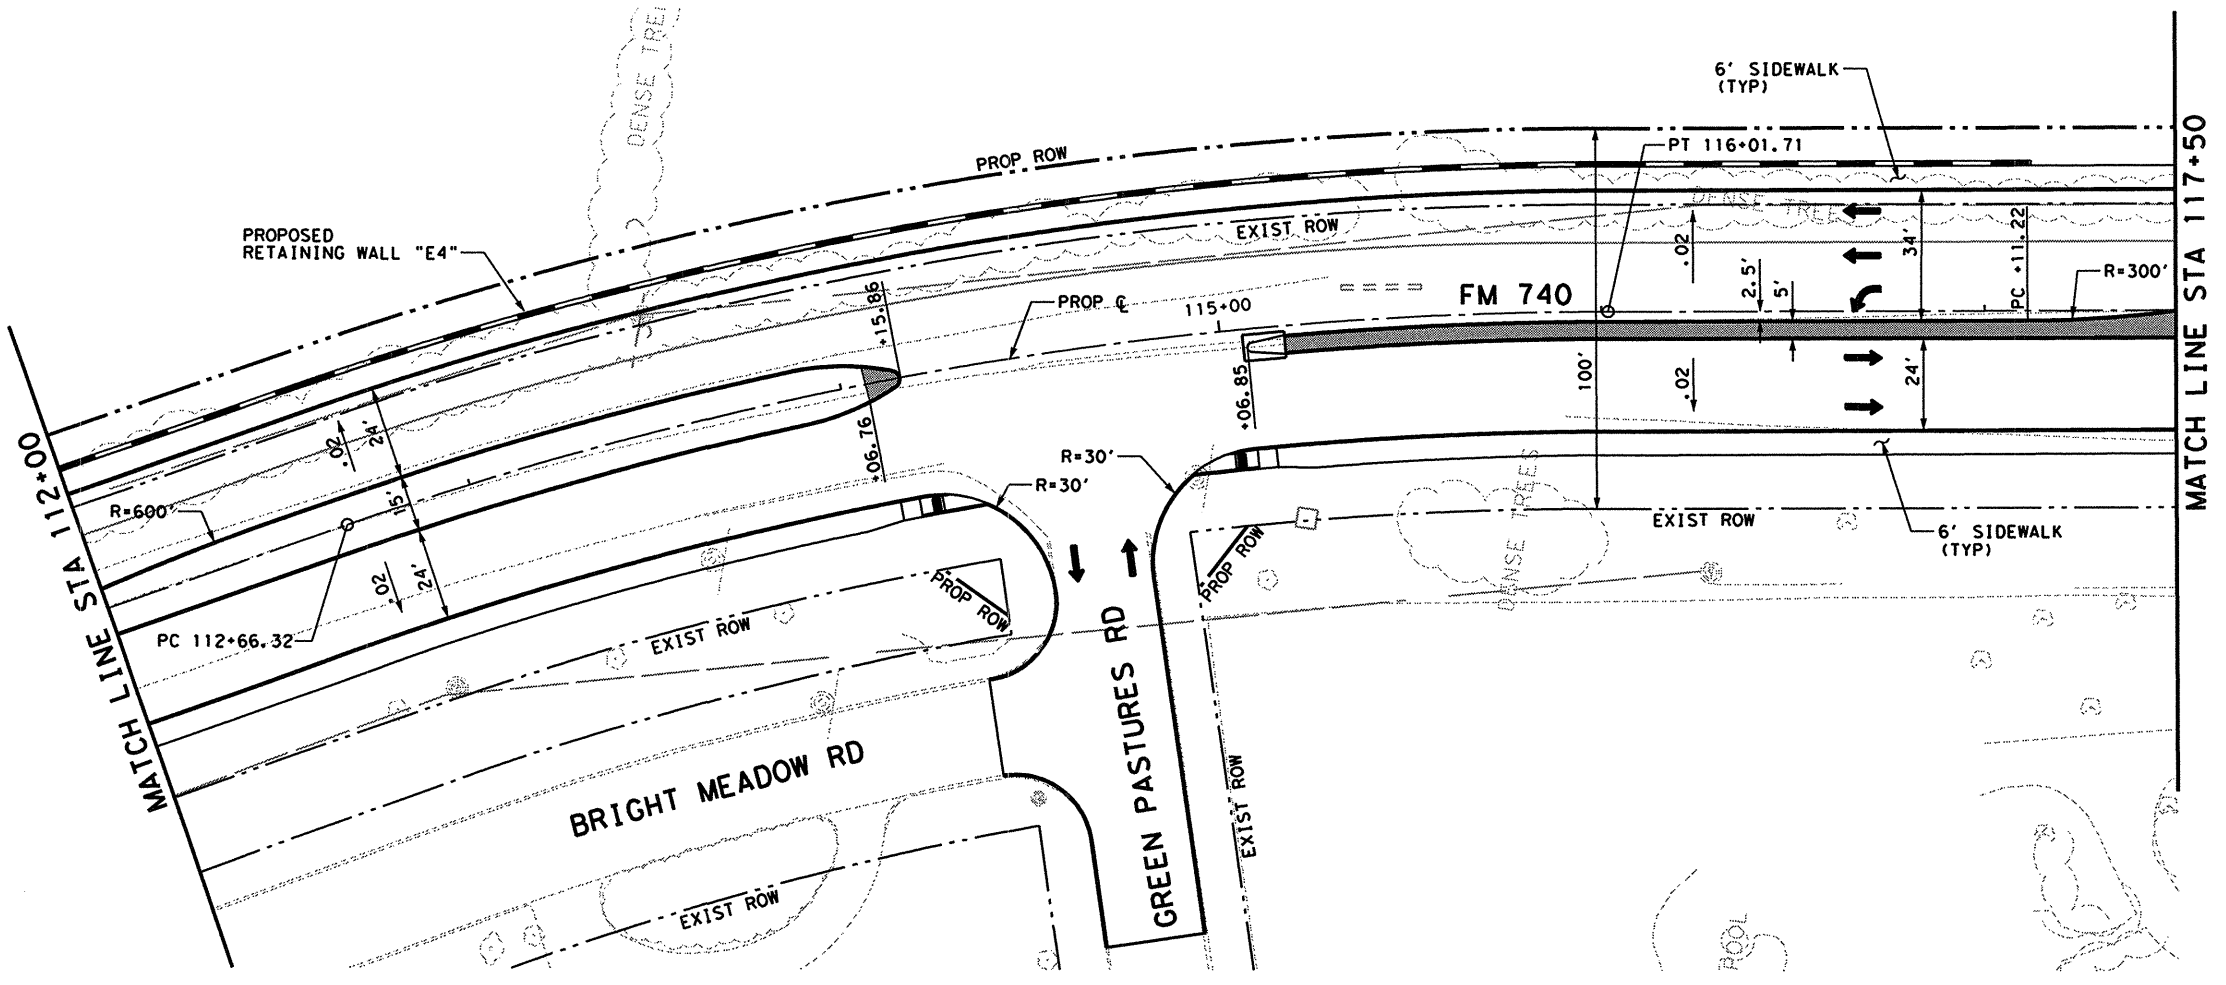 DENSE TREE
6' SIDEWALK
(TYP)
PROP ROW
PT 116+01.71
DENSE TREE
PROPOSED
RETAINING WALL "E4"
EXIST ROW
.02
34'
PC +11.22
2.5'
5'
R=300'
MATCH LINE STA 117+50
+15.86
PROP ℄
115+00
FM 740
100'
.02
24'
+06.85
.02
24'
15'
+06.76
R=30'
R=30'
R=600'
PC 112+66.32
.02
24'
MATCH LINE STA 112+00
DENSE TREES
EXIST ROW
6' SIDEWALK
(TYP)
PROP ROW
PROP ROW
EXIST ROW
BRIGHT MEADOW RD
GREEN PASTURES RD
EXIST ROW
EXIST ROW
POOL